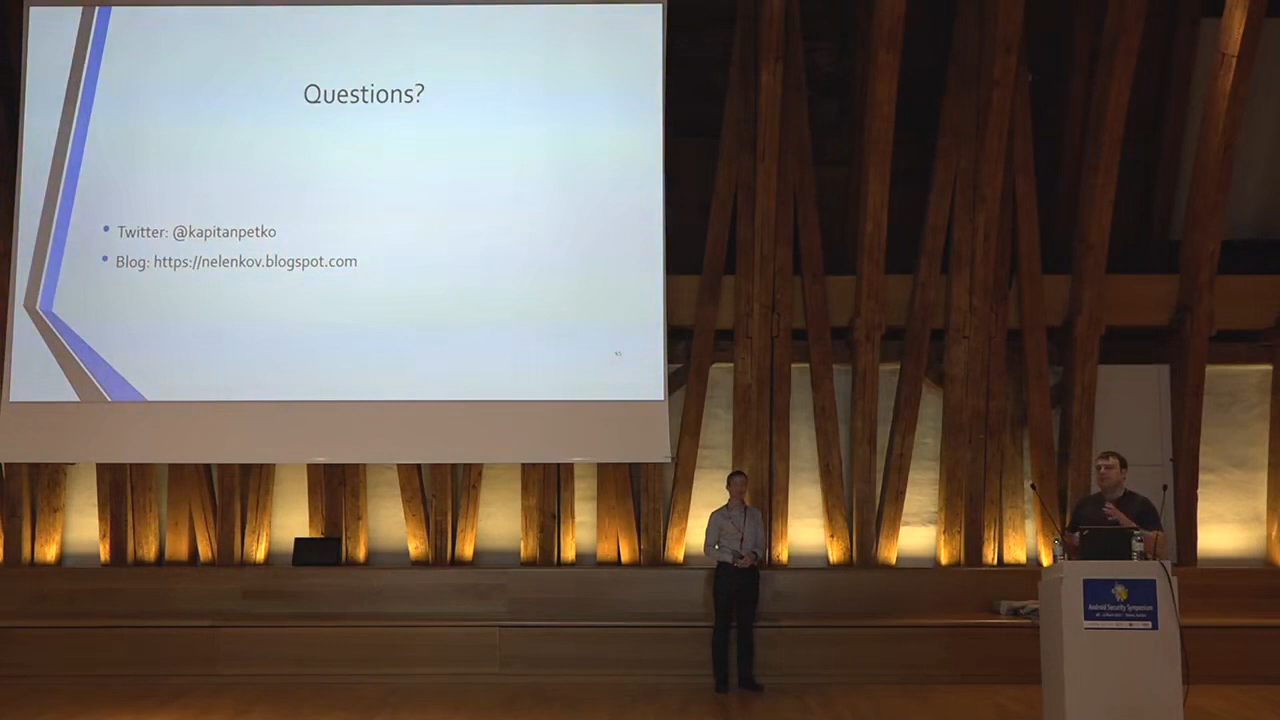 Questions?
Twitter: @kapitanpetko
Blog: https://nelenkov.blogspot.com
Android Security Symposium